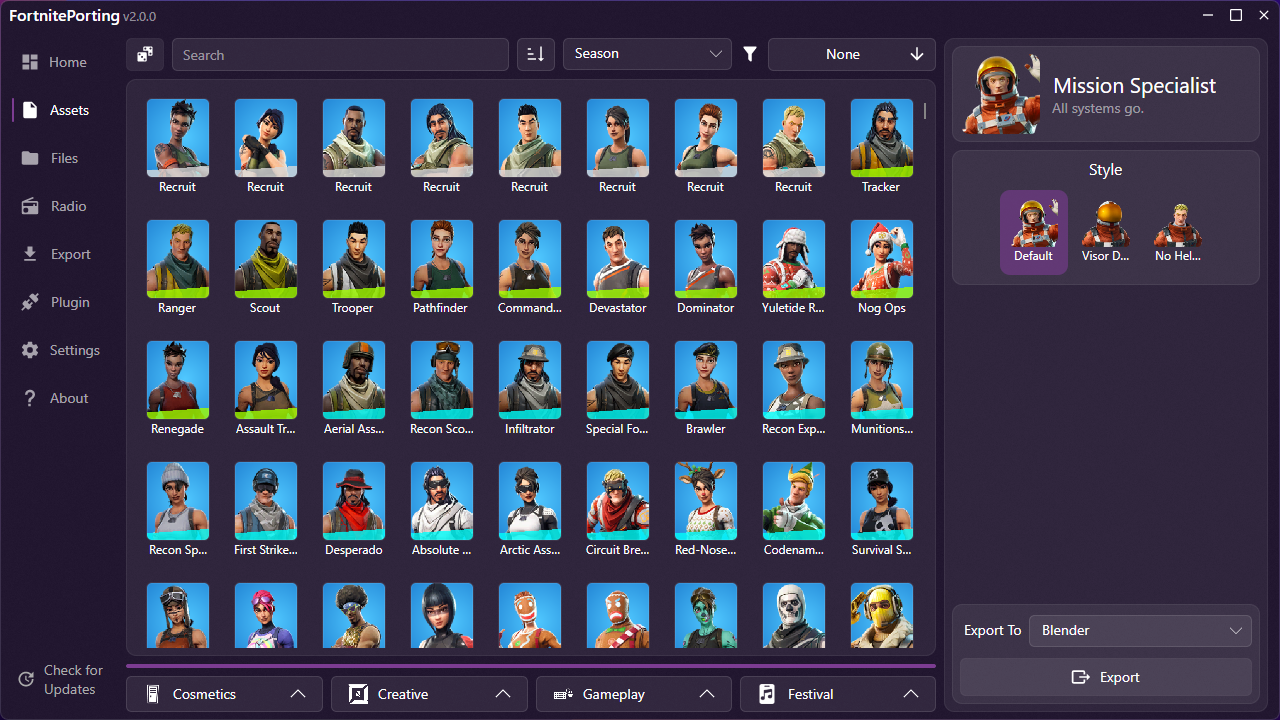 FortnitePorting v2.0.0
Home
Assets
Files
Radio
Export
Plugin
Settings
About
Check for
Updates
Search
Season
None
Recruit Recruit Recruit Recruit Recruit Recruit Recruit Recruit Tracker
Ranger Scout Trooper Pathfinder Command... Devastator Dominator Yuletide R... Nog Ops
Renegade Assault Tr... Aerial Ass... Recon Sco... Infiltrator Special Fo... Brawler Recon Exp... Munitions...
Recon Sp... First Strike... Desperado Absolute ... Arctic Ass... Circuit Bre... Red-Nose... Codenam... Survival S...
Cosmetics
Creative
Gameplay
Festival
Mission Specialist
All systems go.
Style
Default Visor D... No Hel...
Export To Blender
Export